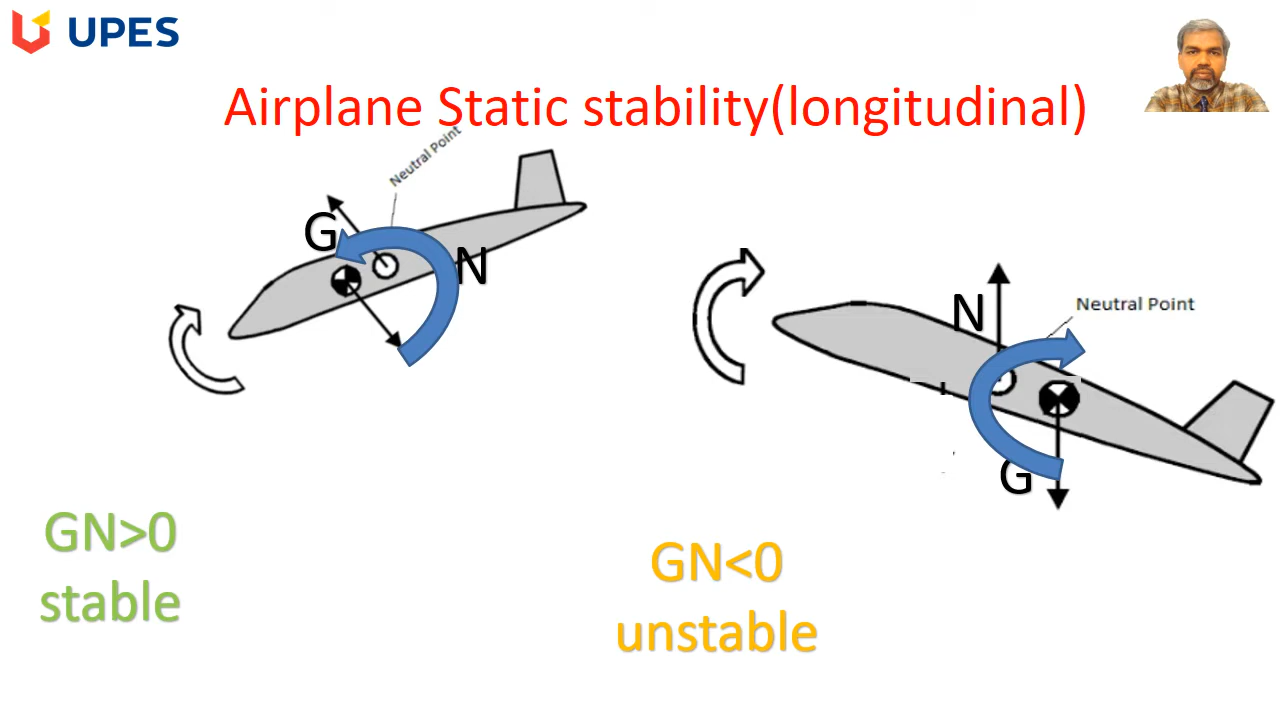 UPES
Airplane Static stability(longitudinal)
Neutral Point
G
N
N
Neutral Point
G
GN>0
stable
GN<0
unstable